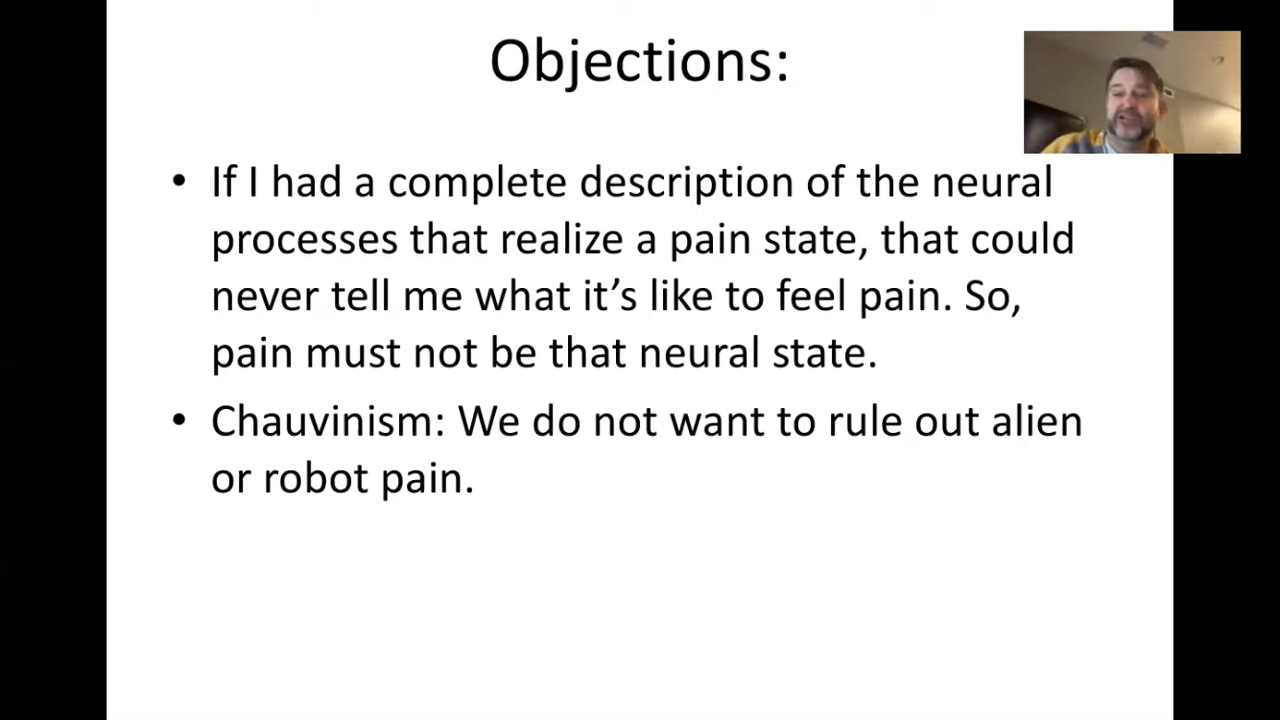 Objections:
• If I had a complete description of the neural
processes that realize a pain state, that could
never tell me what it’s like to feel pain. So,
pain must not be that neural state.
• Chauvinism: We do not want to rule out alien
or robot pain.